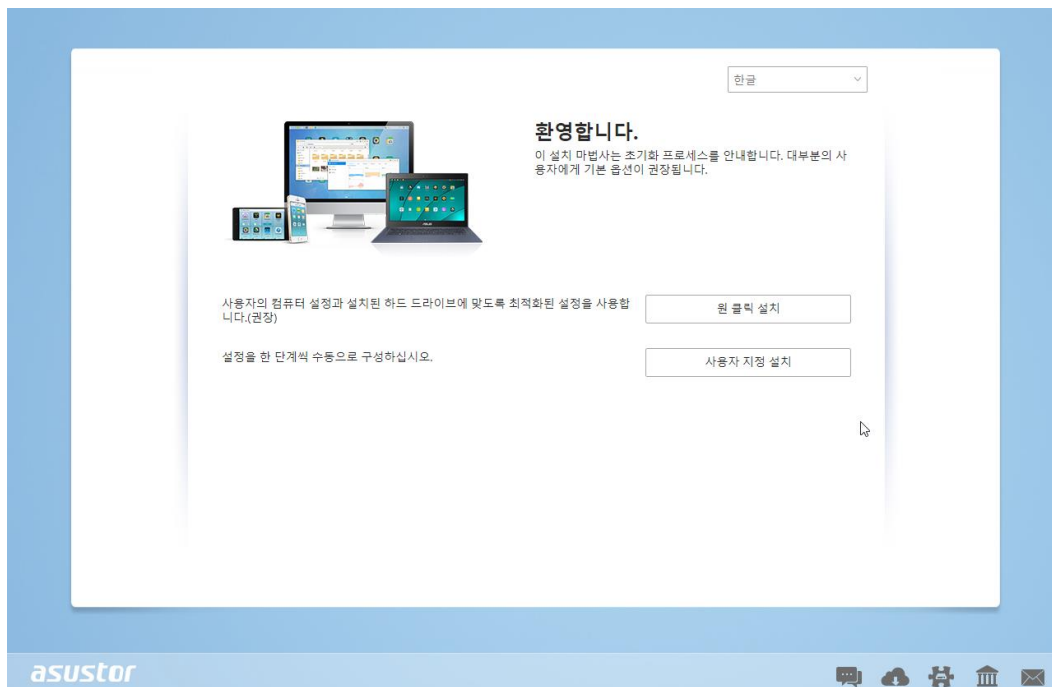 한글
환영합니다.
이 설치 마법사는 초기화 프로세스를 안내합니다. 대부분의 사
용자에게 기본 옵션이 권장됩니다.
사용자의 컴퓨터 설정과 설치된 하드 드라이브에 맞도록 최적화된 설정을 사용합
니다.(권장)
원 클릭 설치
설정을 한 단계씩 수동으로 구성하십시오.
사용자 지정 설치
asustor